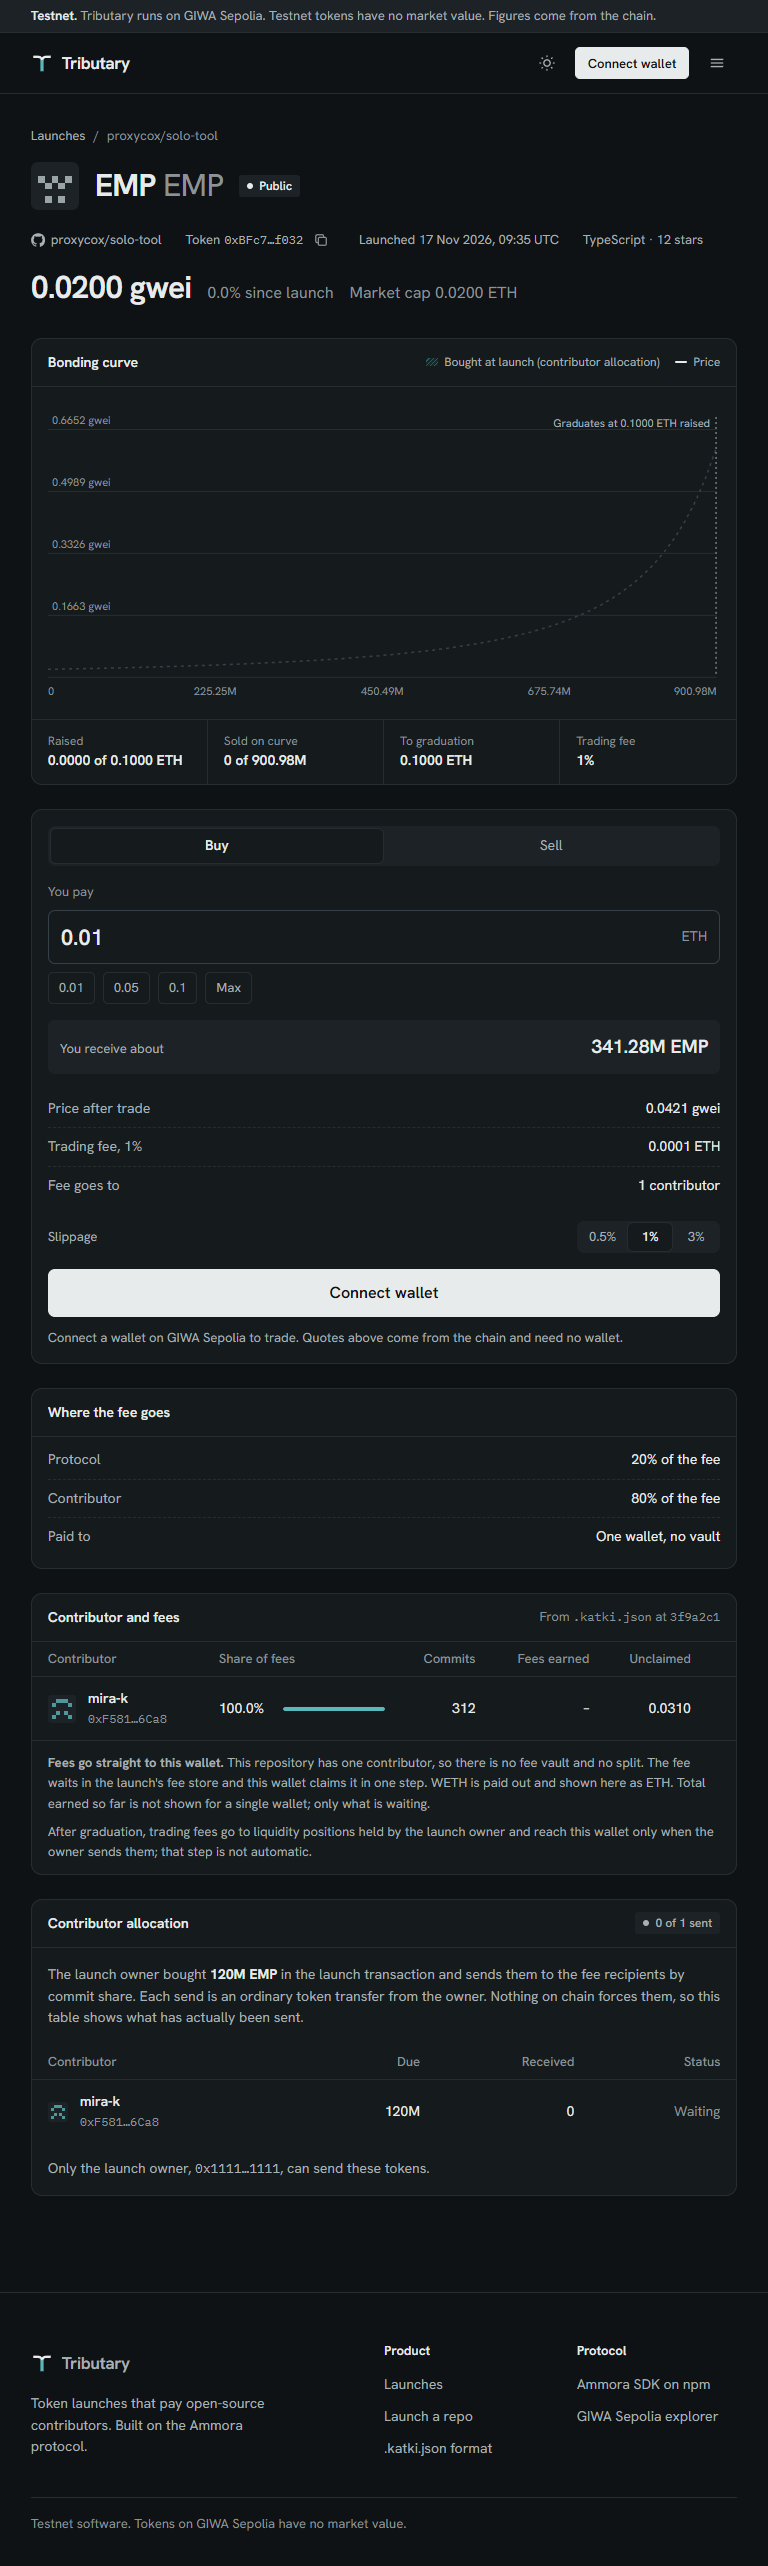 Testnet. Tributary runs on GIWA Sepolia. Testnet tokens have no market value. Figures come from the chain.
Tributary
Connect wallet
Launches / proxycox/solo-tool
EMP EMP
Public
proxycox/solo-tool
Token 0xBFc7…f032
Launched 17 Nov 2026, 09:35 UTC
TypeScript · 12 stars
0.0200 gwei
0.0% since launch
Market cap 0.0200 ETH
Bonding curve
Bought at launch (contributor allocation)
Price
0.6652 gwei
Graduates at 0.1000 ETH raised
0.4989 gwei
0.3326 gwei
0.1663 gwei
0
225.25M
450.49M
675.74M
900.98M
Raised
0.0000 of 0.1000 ETH
Sold on curve
0 of 900.98M
To graduation
0.1000 ETH
Trading fee
1%
Buy
Sell
You pay
0.01
ETH
0.01
0.05
0.1
Max
You receive about
341.28M EMP
Price after trade
0.0421 gwei
Trading fee, 1%
0.0001 ETH
Fee goes to
1 contributor
Slippage
0.5%
1%
3%
Connect wallet
Connect a wallet on GIWA Sepolia to trade. Quotes above come from the chain and need no wallet.
Where the fee goes
Protocol
20% of the fee
Contributor
80% of the fee
Paid to
One wallet, no vault
Contributor and fees
From .katki.json at 3f9a2c1
Contributor
Share of fees
Commits
Fees earned
Unclaimed
mira-k
0xF581…6Ca8
100.0%
312
–
0.0310
Fees go straight to this wallet. This repository has one contributor, so there is no fee vault and no split. The fee
waits in the launch's fee store and this wallet claims it in one step. WETH is paid out and shown here as ETH. Total
earned so far is not shown for a single wallet; only what is waiting.
After graduation, trading fees go to liquidity positions held by the launch owner and reach this wallet only when the
owner sends them; that step is not automatic.
Contributor allocation
0 of 1 sent
The launch owner bought 120M EMP in the launch transaction and sends them to the fee recipients by
commit share. Each send is an ordinary token transfer from the owner. Nothing on chain forces them, so this
table shows what has actually been sent.
Contributor
Due
Received
Status
mira-k
0xF581…6Ca8
120M
0
Waiting
Only the launch owner, 0x1111…1111, can send these tokens.
Tributary
Token launches that pay open-source
contributors. Built on the Ammora
protocol.
Product
Launches
Launch a repo
.katki.json format
Protocol
Ammora SDK on npm
GIWA Sepolia explorer
Testnet software. Tokens on GIWA Sepolia have no market value.